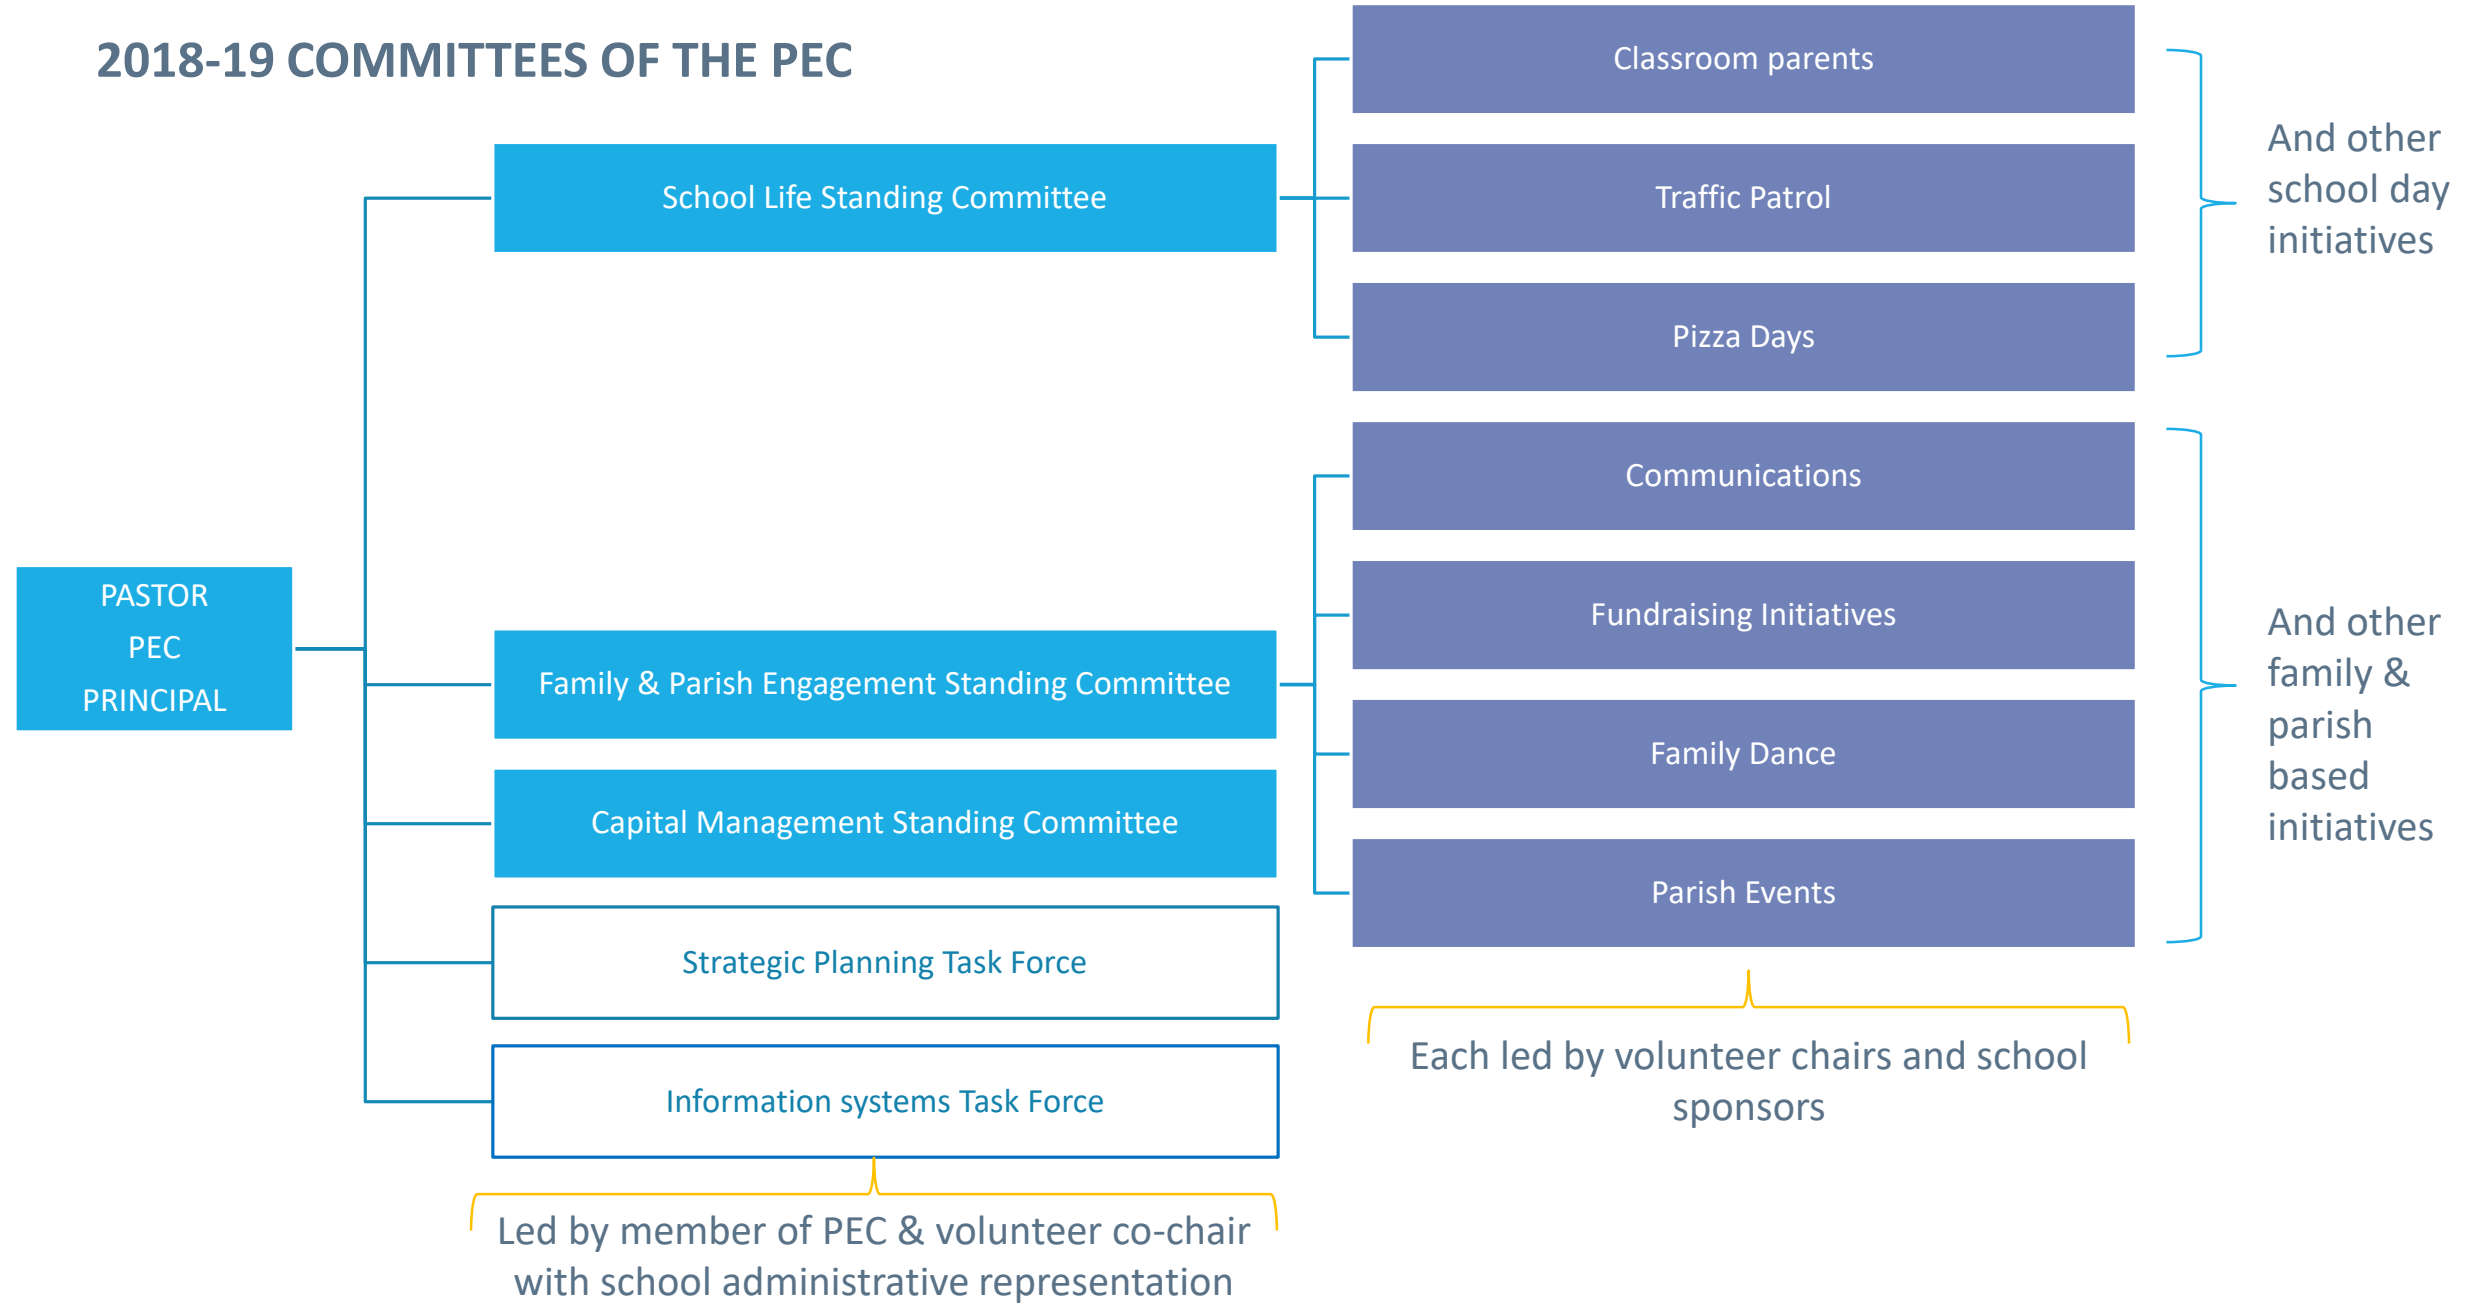 2018-19 COMMITTEES OF THE PEC
PASTOR
PEC
PRINCIPAL
School Life Standing Committee
Family & Parish Engagement Standing Committee
Capital Management Standing Committee
Strategic Planning Task Force
Information systems Task Force
Led by member of PEC & volunteer co-chair
with school administrative representation
Classroom parents
Traffic Patrol
Pizza Days
Communications
Fundraising Initiatives
Family Dance
Parish Events
Each led by volunteer chairs and school
sponsors
And other
school day
initiatives
And other
family &
parish
based
initiatives